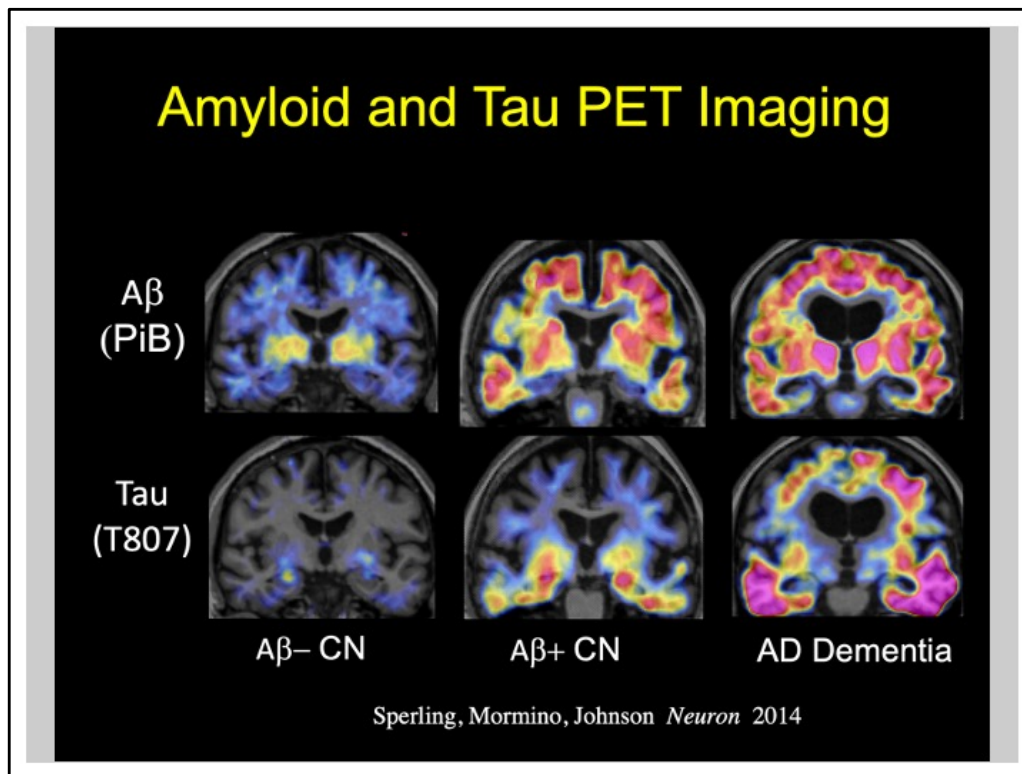 Amyloid and Tau PET Imaging
Aβ
(PiB)
Tau
(T807)
Aβ– CN
Aβ+ CN
AD Dementia
Sperling, Mormino, Johnson Neuron 2014